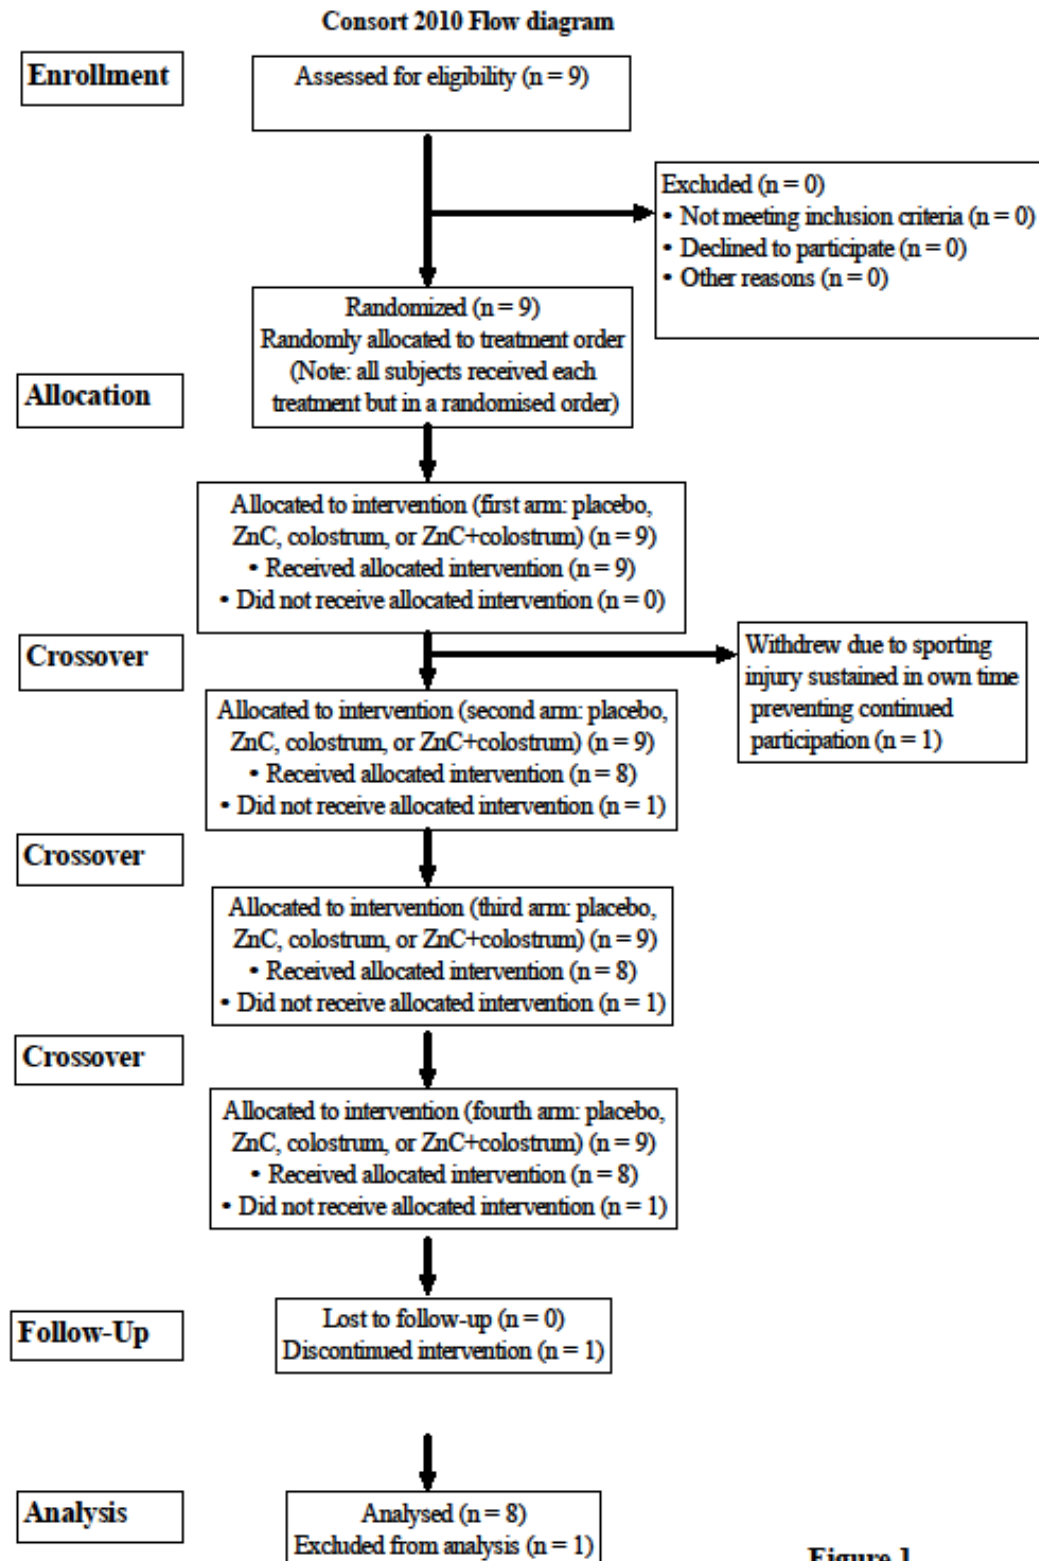 Consort 2010 Flow diagram
Enrollment
Assessed for eligibility (n = 9)
Excluded (n = 0)
• Not meeting inclusion criteria (n = 0)
• Declined to participate (n = 0)
• Other reasons (n = 0)
Randomized (n = 9)
Randomly allocated to treatment order
(Note: all subjects received each
treatment but in a randomised order)
Allocation
Allocated to intervention (first arm: placebo,
ZnC, colostrum, or ZnC+colostrum) (n = 9)
• Received allocated intervention (n = 9)
• Did not receive allocated intervention (n = 0)
Crossover
Withdrew due to sporting
injury sustained in own time
preventing continued
participation (n = 1)
Allocated to intervention (second arm: placebo,
ZnC, colostrum, or ZnC+colostrum) (n = 9)
• Received allocated intervention (n = 8)
• Did not receive allocated intervention (n = 1)
Crossover
Allocated to intervention (third arm: placebo,
ZnC, colostrum, or ZnC+colostrum) (n = 9)
• Received allocated intervention (n = 8)
• Did not receive allocated intervention (n = 1)
Crossover
Allocated to intervention (fourth arm: placebo,
ZnC, colostrum, or ZnC+colostrum) (n = 9)
• Received allocated intervention (n = 8)
• Did not receive allocated intervention (n = 1)
Follow-Up
Lost to follow-up (n = 0)
Discontinued intervention (n = 1)
Analysis
Analysed (n = 8)
Excluded from analysis (n = 1)
Figure 1